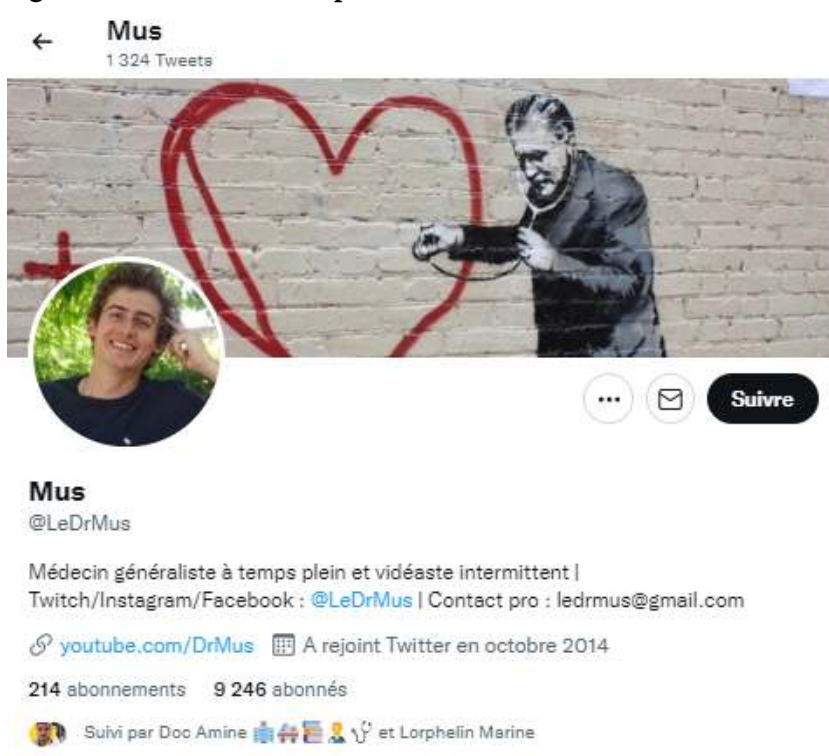 Mus
1 324 Tweets
Suivre
Mus
@LeDrMus
Médecin généraliste à temps plein et vidéaste intermittent |
Twitch/Instagram/Facebook : @LeDrMus | Contact pro : ledrmus@gmail.com
youtube.com/DrMus A rejoint Twitter en octobre 2014
214 abonnements 9 246 abonnés
Suivi par Doc Amine et Lorphelin Marine